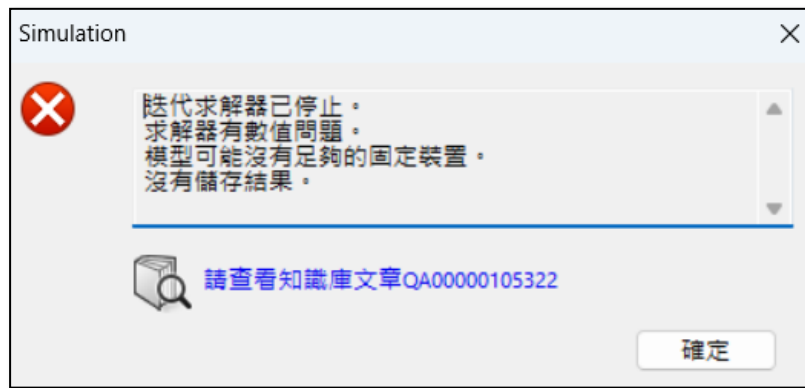 Simulation
迭代求解器已停止。
求解器有數值問題。
模型可能沒有足夠的固定裝置。
沒有儲存結果。
請查看知識庫文章QA00000105322
確定